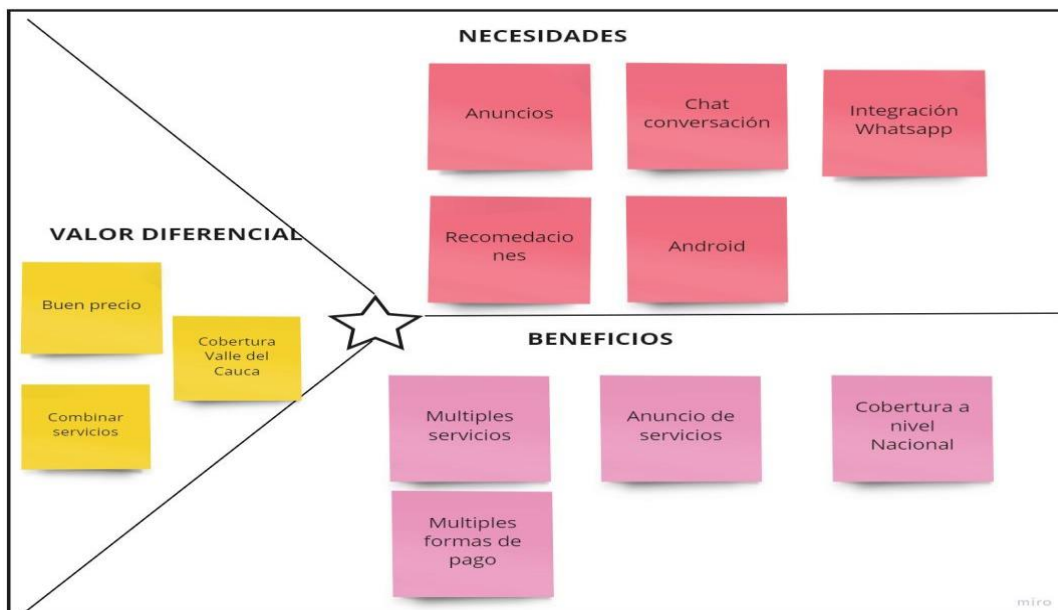 NECESIDADES
Anuncios
Chat
conversación
Integración
Whatsapp
Recomedacio
nes
Android
VALOR DIFERENCIAL
Buen precio
Cobertura
Valle del
Cauca
Combinar
servicios
BENEFICIOS
Multiples
servicios
Anuncio de
servicios
Cobertura a
nivel
Nacional
Multiples
formas de
pago
miro